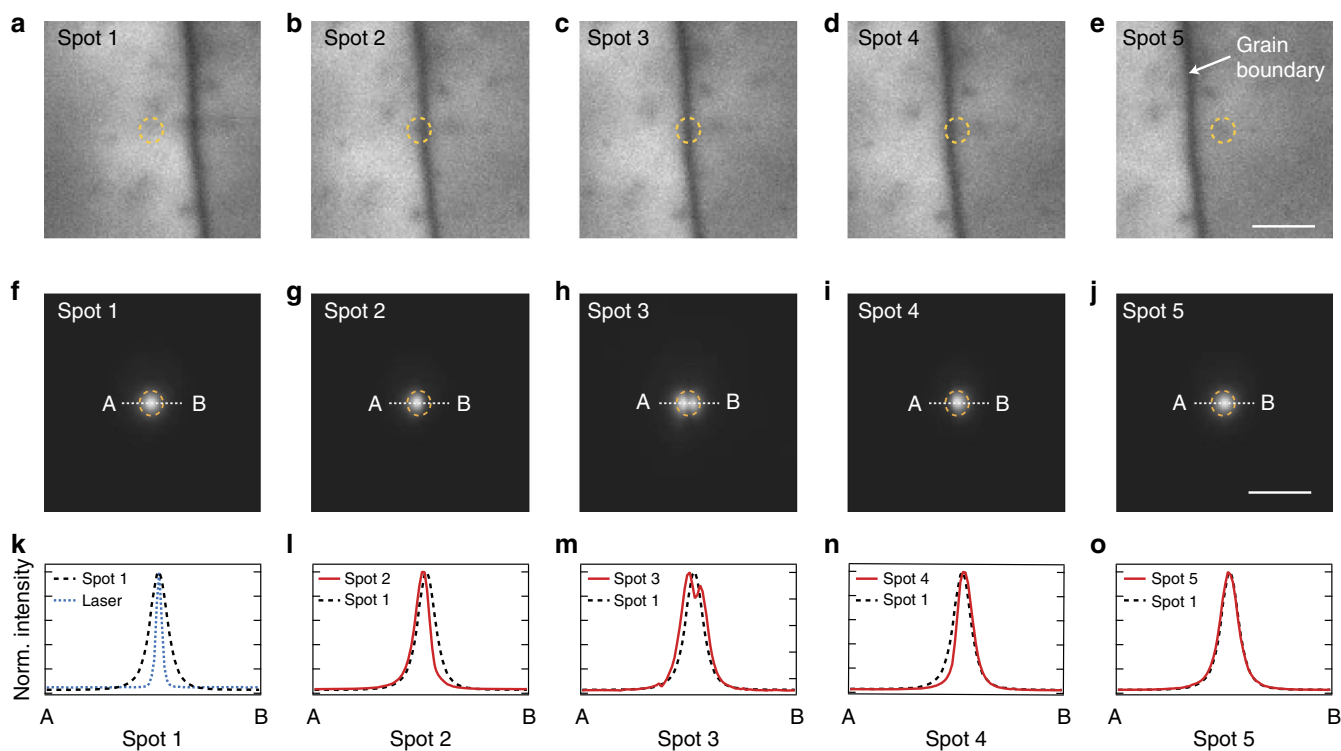 a
Spot 1
b
Spot 2
c
Spot 3
d
Spot 4
e
Spot 5
Grain
boundary
f
Spot 1
A
B
g
Spot 2
A
B
h
Spot 3
A
B
i
Spot 4
A
B
j
Spot 5
A
B
k
Norm. intensity
Spot 1
Laser
A
B
Spot 1
l
Spot 2
Spot 1
A
B
Spot 2
m
Spot 3
Spot 1
A
B
Spot 3
n
Spot 4
Spot 1
A
B
Spot 4
o
Spot 5
Spot 1
A
B
Spot 5